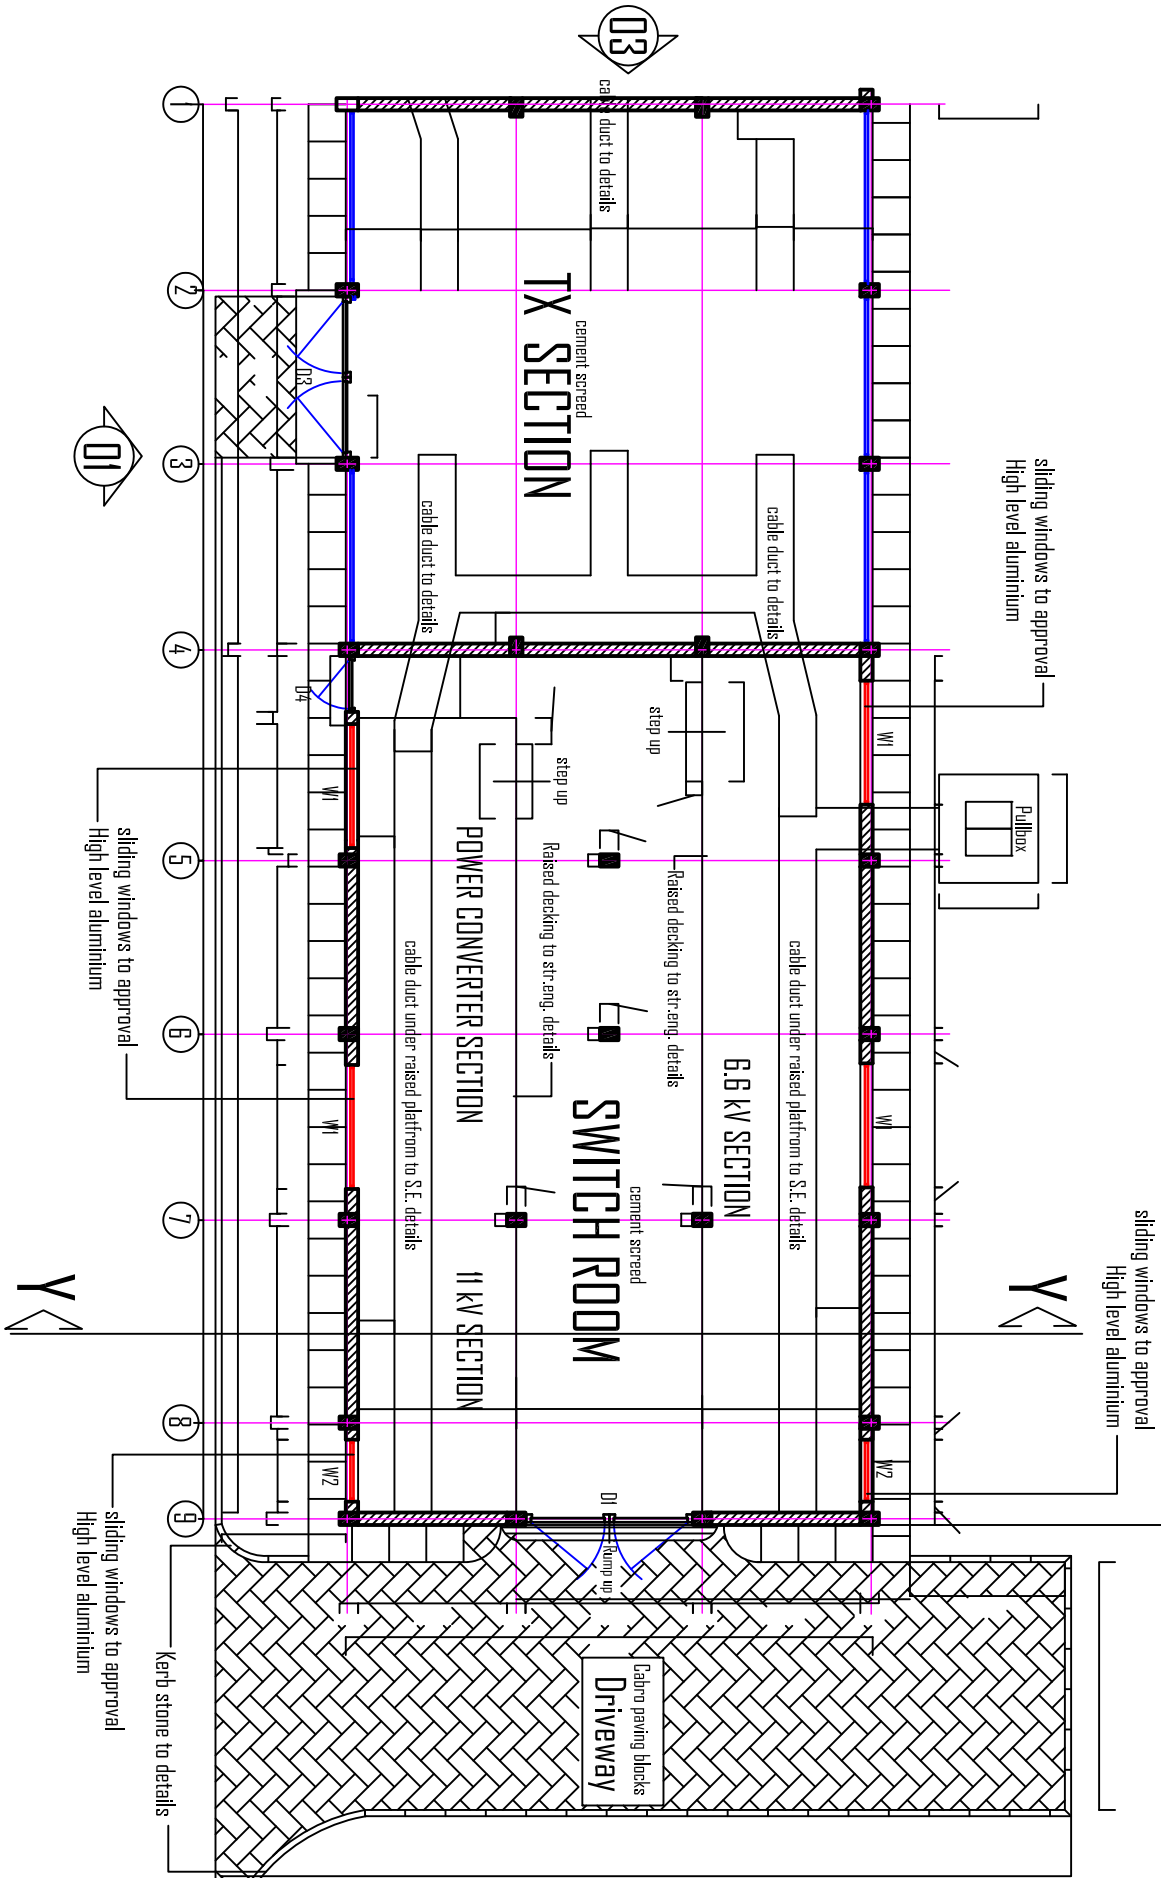 03
1
2
3
4
5
6
7
8
9
01
cable duct to details
TX SECTION
cement screed
D3
cable duct to details
cable duct to details
sliding windows to approval
High level aluminium
D4
W1
W1
step up
step up
Pullbox
sliding windows to approval
High level aluminium
POWER CONVERTER SECTION
Raised decking to str.eng. details
Raised decking to str.eng. details
cable duct under raised platfrom to S.E. details
cable duct under raised platfrom to S.E. details
6.6 kV SECTION
SWITCH ROOM
cement screed
11 kV SECTION
W1
W1
Y
Y
sliding windows to approval
High level aluminium
W2
W2
D1
Rump up
sliding windows to approval
High level aluminium
Kerb stone to details
Cabro paving blocks
Driveway